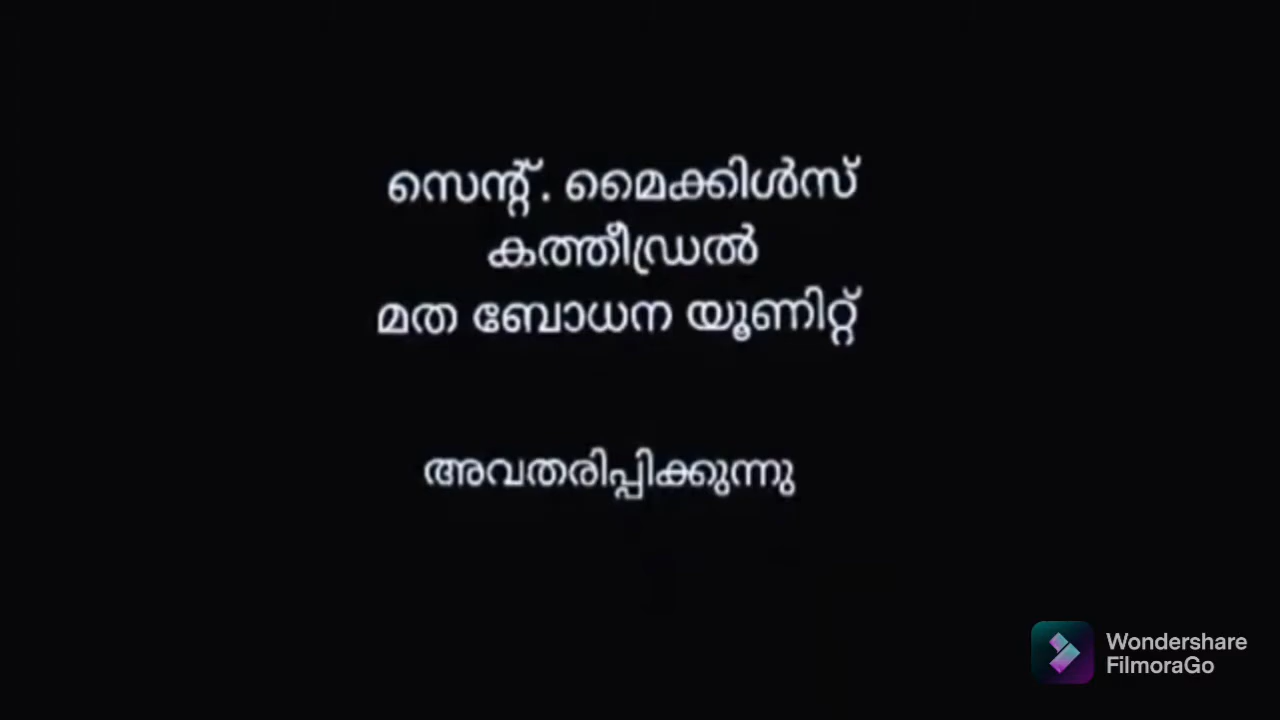 സെന്റ്. മൈക്കിൾസ്
കത്തീഡ്രൽ
മത ബോധന യൂണിറ്റ്
അവതരിപ്പിക്കുന്നു
Wondershare
FilmoraGo